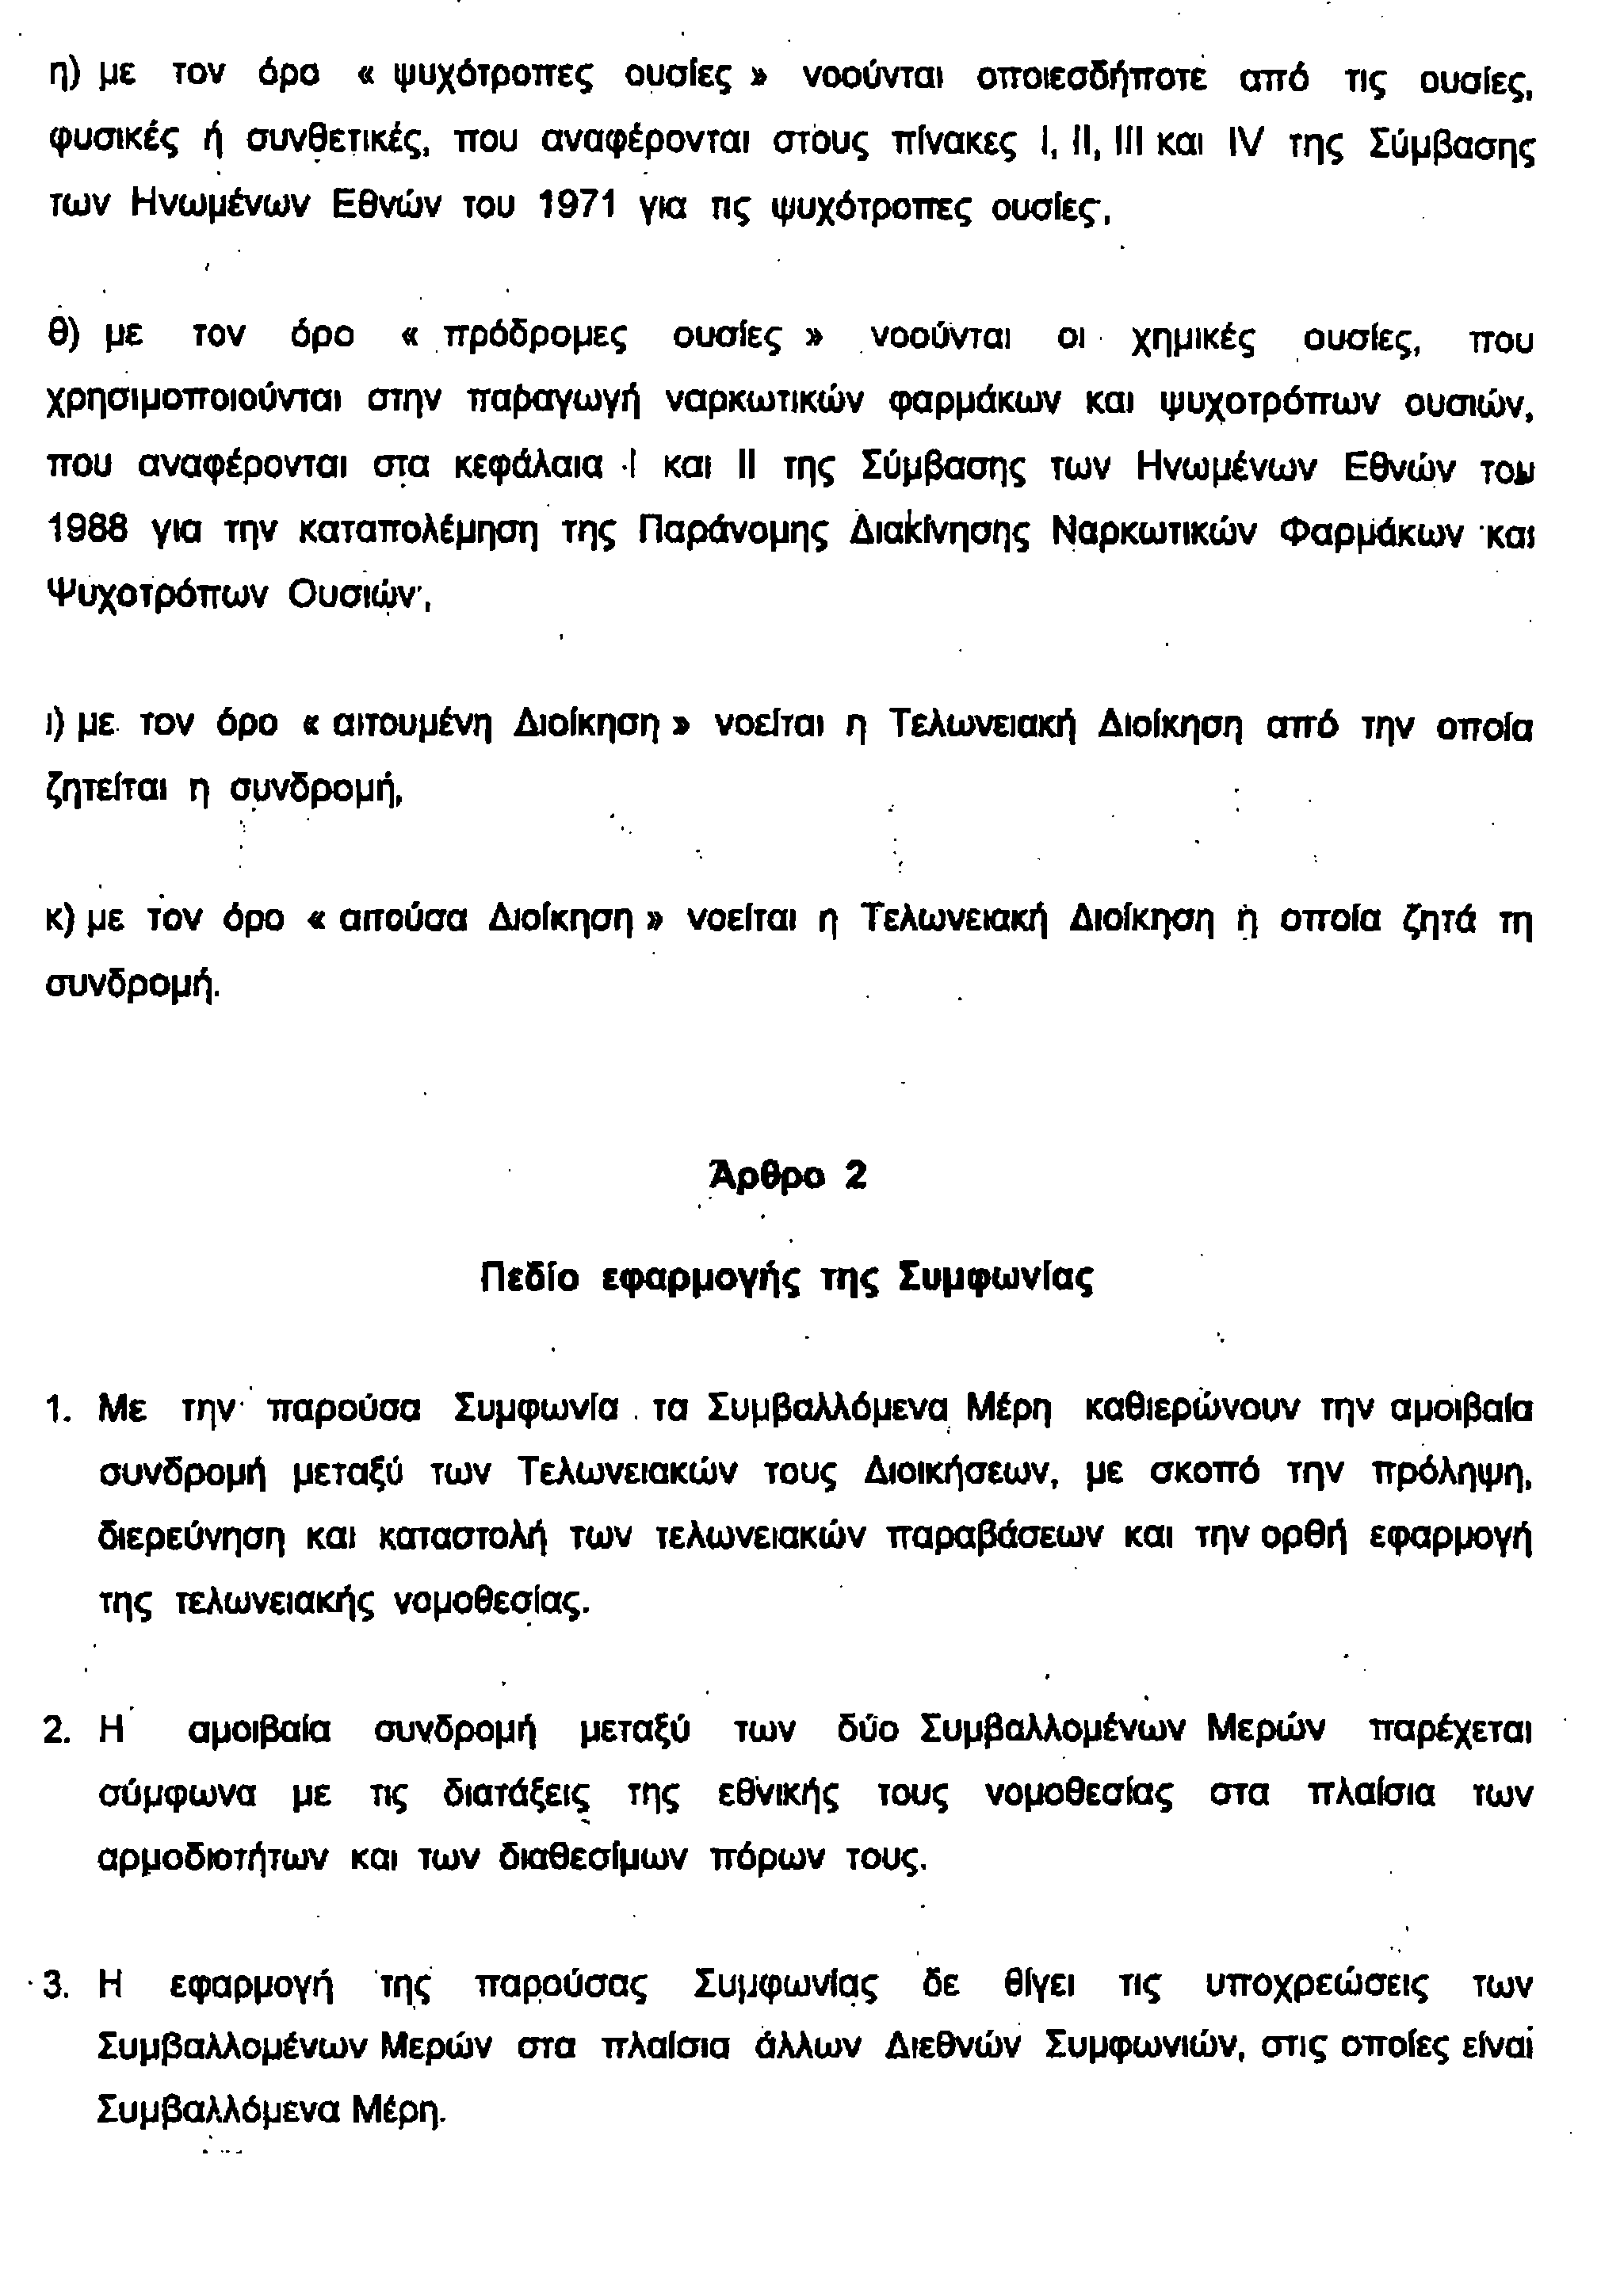 η) με τον όρο « ψυχότροπες ουσίες » νοούνται οποιεσδήποτε από τις ουσίες,
φυσικές ή συνθετικές, που αναφέρονται στους πίνακες I, II, III και IV της Σύμβασης
των Ηνωμένων Εθνών του 1971 για τις ψυχότροπες ουσίες,
θ) με τον όρο « πρόδρομες ουσίες » νοούνται οι χημικές ουσίες, που
χρησιμοποιούνται στην παραγωγή ναρκωτικών φαρμάκων και ψυχοτρόπων ουσιών,
που αναφέρονται στα κεφάλαια I και II της Σύμβασης των Ηνωμένων Εθνών του
1988 για την καταπολέμηση της Παράνομης Διακίνησης Ναρκωτικών Φαρμάκων και
Ψυχοτρόπων Ουσιών,
ι) με τον όρο « αιτουμένη Διοίκηση » νοείται η Τελωνειακή Διοίκηση από την οποία
ζητείται η συνδρομή,
κ) με τον όρο « αιτούσα Διοίκηση » νοείται η Τελωνειακή Διοίκηση η οποία ζητά τη
συνδρομή.
Άρθρο 2
Πεδίο εφαρμογής της Συμφωνίας
1. Με την παρούσα Συμφωνία τα Συμβαλλόμενα Μέρη καθιερώνουν την αμοιβαία
συνδρομή μεταξύ των Τελωνειακών τους Διοικήσεων, με σκοπό την πρόληψη,
διερεύνηση και καταστολή των τελωνειακών παραβάσεων και την ορθή εφαρμογή
της τελωνειακής νομοθεσίας.
2. Η αμοιβαία συνδρομή μεταξύ των δύο Συμβαλλομένων Μερών παρέχεται
σύμφωνα με τις διατάξεις της εθνικής τους νομοθεσίας στα πλαίσια των
αρμοδιοτήτων και των διαθεσίμων πόρων τους.
3. Η εφαρμογή της παρούσας Συμφωνίας δε θίγει τις υποχρεώσεις των
Συμβαλλομένων Μερών στα πλαίσια άλλων Διεθνών Συμφωνιών, στις οποίες είναι
Συμβαλλόμενα Μέρη.